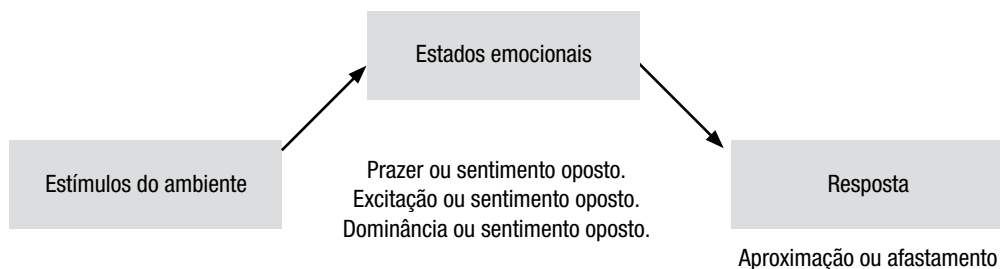 Estados emocionais
Estímulos do ambiente
Prazer ou sentimento oposto.
Excitação ou sentimento oposto.
Dominância ou sentimento oposto.
Resposta
Aproximação ou afastamento